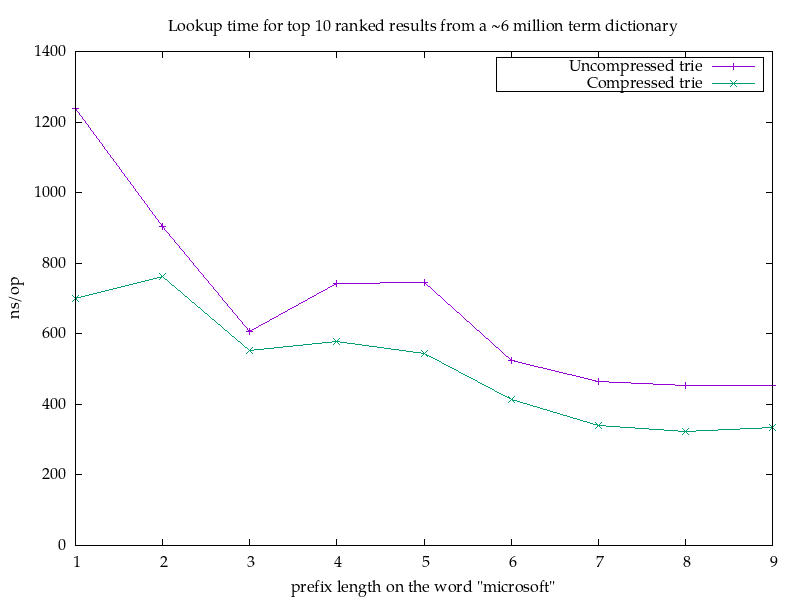 Lookup time for top 10 ranked results from a ~6 million term dictionary
1400
1200
1000
800
600
400
200
0
ns/op
Uncompressed trie
Compressed trie
1 2 3 4 5 6 7 8 9
prefix length on the word "microsoft"